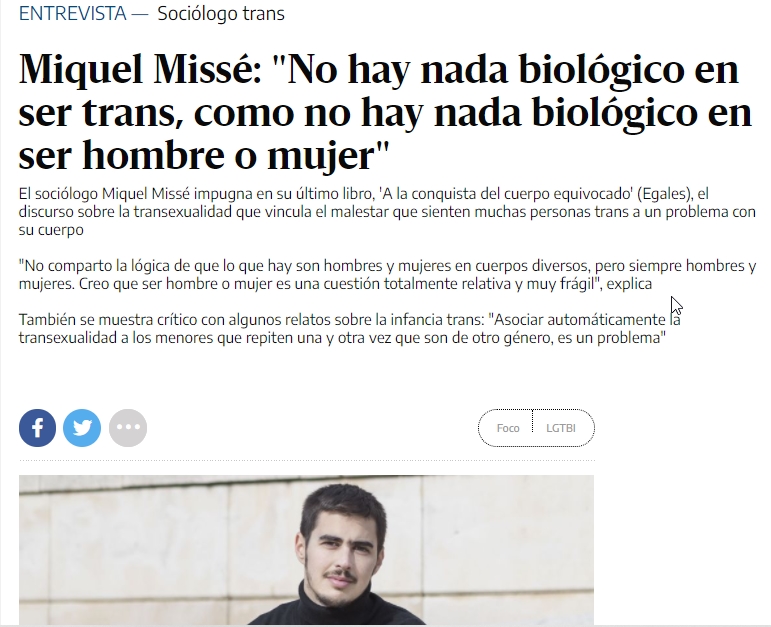 ENTREVISTA — Sociólogo trans
Miquel Missé: "No hay nada biológico en
ser trans, como no hay nada biológico en
ser hombre o mujer"
El sociólogo Miquel Missé impugna en su último libro, 'A la conquista del cuerpo equivocado' (Egales), el
discurso sobre la transexualidad que vincula el malestar que sienten muchas personas trans a un problema con
su cuerpo
"No comparto la lógica de que lo que hay son hombres y mujeres en cuerpos diversos, pero siempre hombres y
mujeres. Creo que ser hombre o mujer es una cuestión totalmente relativa y muy frágil", explica
También se muestra crítico con algunos relatos sobre la infancia trans: "Asociar automáticamente la
transexualidad a los menores que repiten una y otra vez que son de otro género, es un problema"
Foco LGTBI